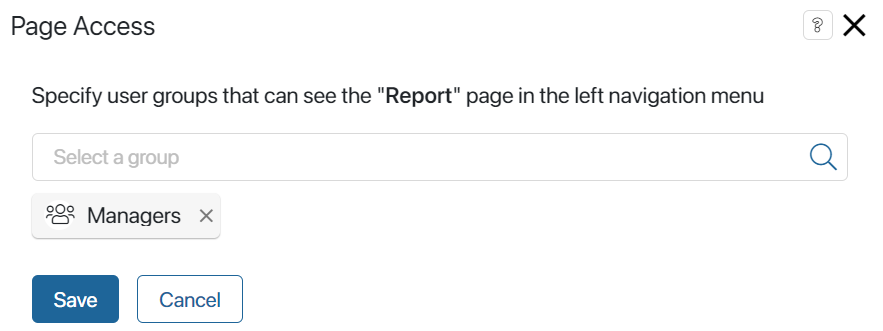 Page Access
?
Specify user groups that can see the "Report" page in the left navigation menu
Select a group
Managers
Save
Cancel